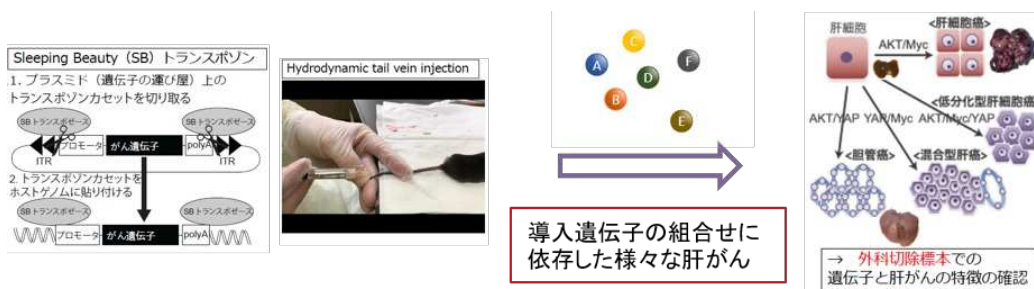 Sleeping Beauty (SB) トランスポゾン
1. プラスミド（遺伝子の運び屋）上の
トランスポゾンカセットを切り取る
SBトランスポゼース
SBトランスポゼース
プロモータ
がん遺伝子
polyA
ITR
ITR
2. トランスポゾンカセットを
ホストゲノムに貼り付ける
SBトランスポゼース
SBトランスポゼース
プロモータ
がん遺伝子
polyA
Hydrodynamic tail vein injection
C
A
F
D
B
E
導入遺伝子の組合せに
依存した様々な肝がん
肝細胞
<肝細胞癌>
AKT/Myc
<低分化型肝細胞癌>
AKT/YAP YAP/Myc AKT/Myc/YAP
<胆管癌>
<混合型肝癌>
→ 外科切除標本での
遺伝子と肝がんの特徴の確認